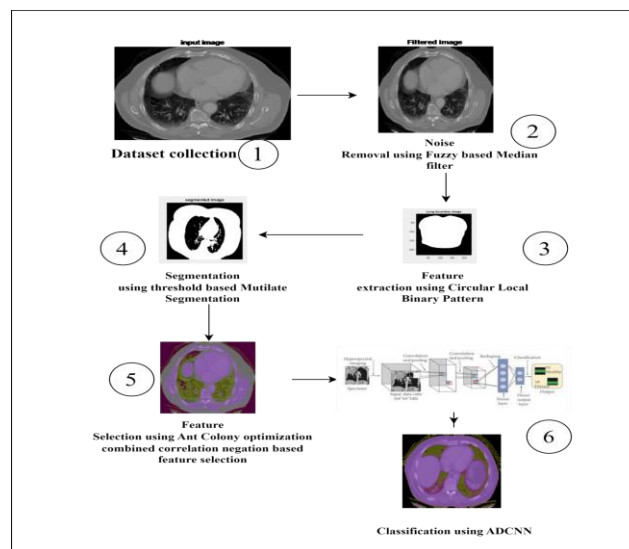 input image
Filtered Image
Dataset collection
1
2
Noise
Removal using Fuzzy based Median
filter
segmented image
4
3
Segmentation
using threshold based Mutilate
Segmentation
Feature
extraction using Circular Local
Binary Pattern
5
Feature
Selection using Ant Colony optimization
combined correlation negation based
feature selection
6
Classification using ADCNN